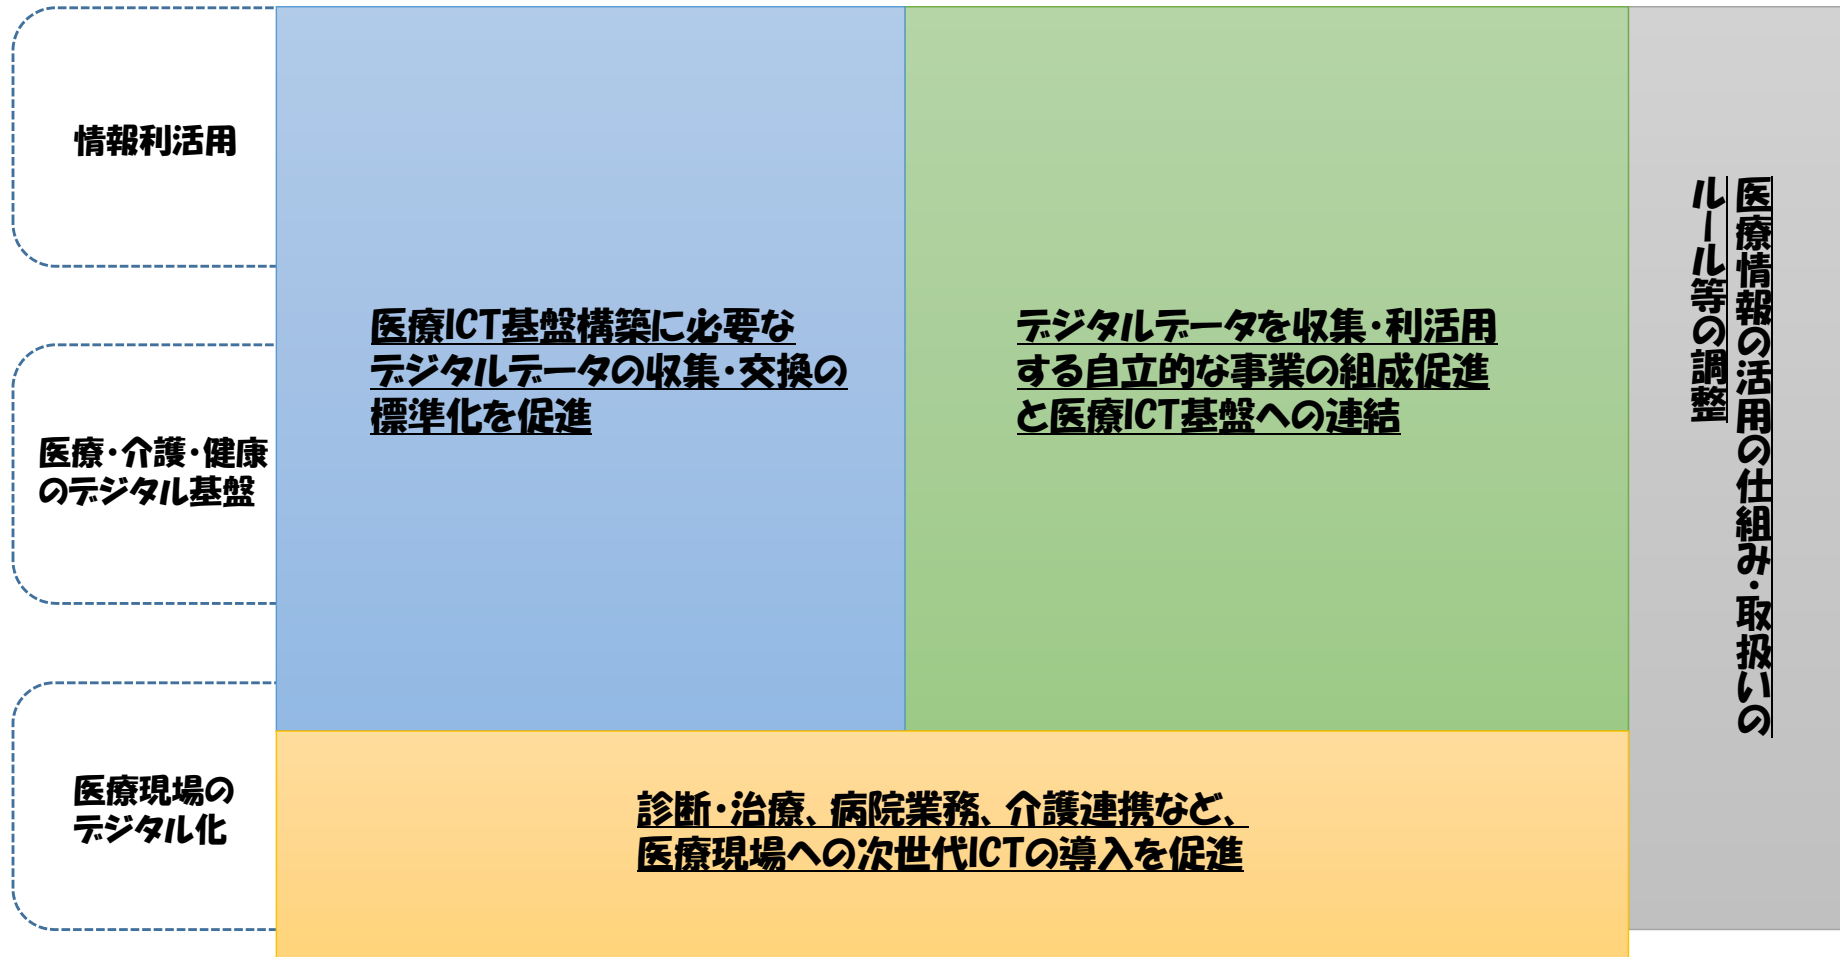 情報利活用
医療・介護・健康
のデジタル基盤
医療現場の
デジタル化
医療ICT基盤構築に必要な
デジタルデータの収集・交換の
標準化を促進
デジタルデータを収集・利活用
する自立的な事業の組成促進
と医療ICT基盤への連結
診断・治療、病院業務、介護連携など、
医療現場への次世代ICTの導入を促進
医療情報の活用の仕組み・取扱いの
ルール等の調整